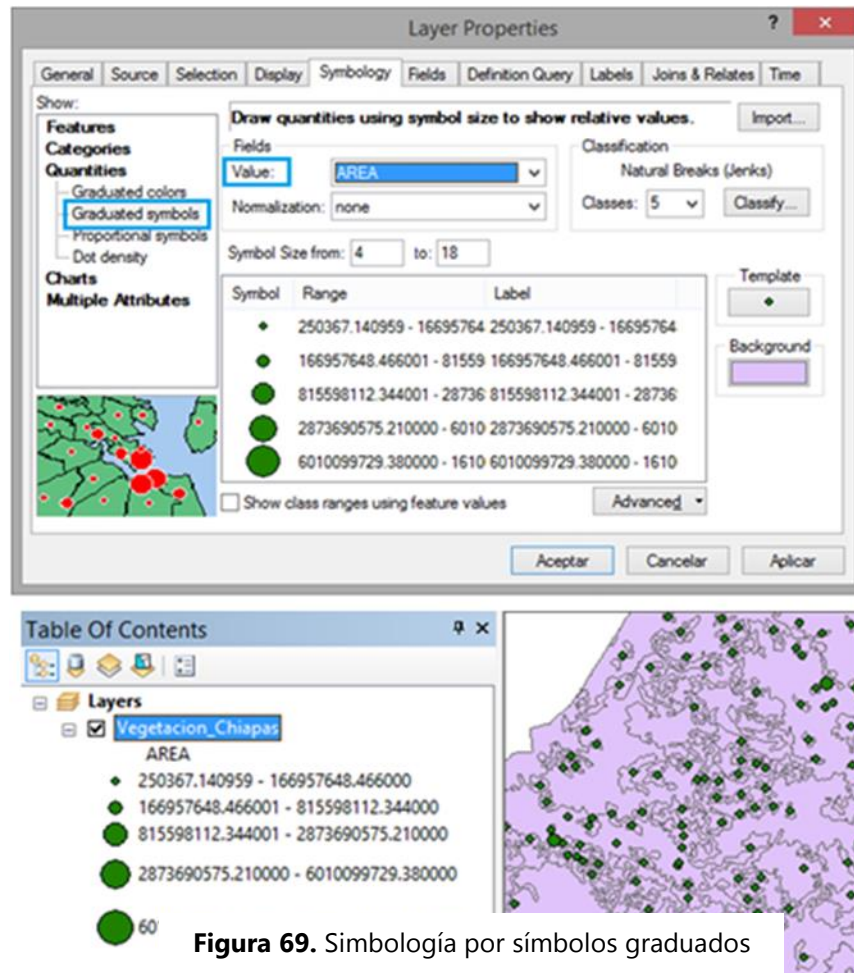 Layer Properties
?
×
General Source Selection Display Symbology Fields Definition Query Labels Joins & Relates Time
Show:
Features
Categories
Quantities
Graduated colors
Graduated symbols
Proportional symbols
Dot density
Charts
Multiple Attributes
Draw quantities using symbol size to show relative values.
Import...
Fields
Value: AREA
Normalization: none
Classification
Natural Breaks (Jenks)
Classes: 5 Classify...
Symbol Size from: 4 to: 18
Symbol Range Label
250367.140959 - 16695764 250367.140959 - 16695764
166957648.466001 - 81559 166957648.466001 - 81559
815598112.344001 - 28736 815598112.344001 - 28736
2873690575.210000 - 6010 2873690575.210000 - 6010
6010099729.380000 - 1610 6010099729.380000 - 1610
Template
Background
Show class ranges using feature values
Advanced
Aceptar Cancelar Aplicar
Table Of Contents
Layers
Vegetacion_Chiapas
AREA
250367.140959 - 166957648.466000
166957648.466001 - 815598112.344000
815598112.344001 - 2873690575.210000
2873690575.210000 - 6010099729.380000
60
Figura 69. Simbología por símbolos graduados